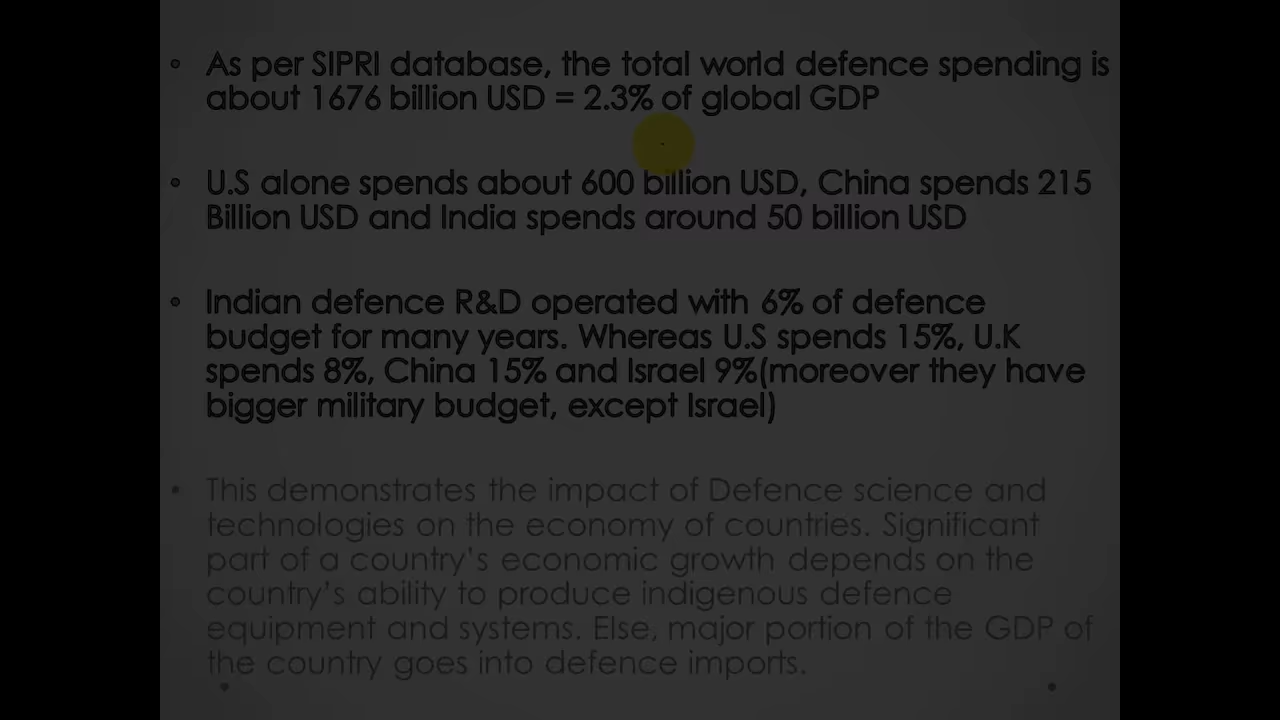 • As per SIPRI database, the total world defence spending is
about 1676 billion USD = 2.3% of global GDP
• U.S alone spends about 600 billion USD, China spends 215
Billion USD and India spends around 50 billion USD
• Indian defence R&D operated with 6% of defence
budget for many years. Whereas U.S spends 15%, U.K
spends 8%, China 15% and Israel 9%(moreover they have
bigger military budget, except Israel)
• This demonstrates the impact of Defence science and
technologies on the economy of countries. Significant
part of a country's economic growth depends on the
country's ability to produce indigenous defence
equipment and systems. Else, major portion of the GDP of
the country goes into defence imports.